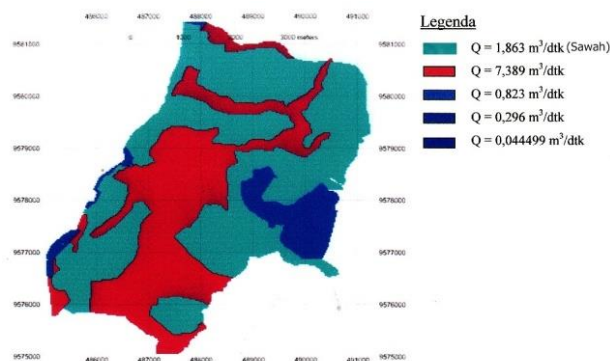 486000 487000 488000 489000 490000 491000
Legenda
Q = 1,863 m³/dtk (Sawah)
Q = 7,389 m³/dtk
Q = 0,823 m³/dtk
Q = 0,296 m³/dtk
Q = 0,044499 m³/dtk
9581000 9581000
0 1000 3000 meters
9580000 9580000
9579000 9579000
9578000 9578000
9577000 9577000
9576000 9576000
9575000 9575000
486000 487000 488000 489000 490000 491000